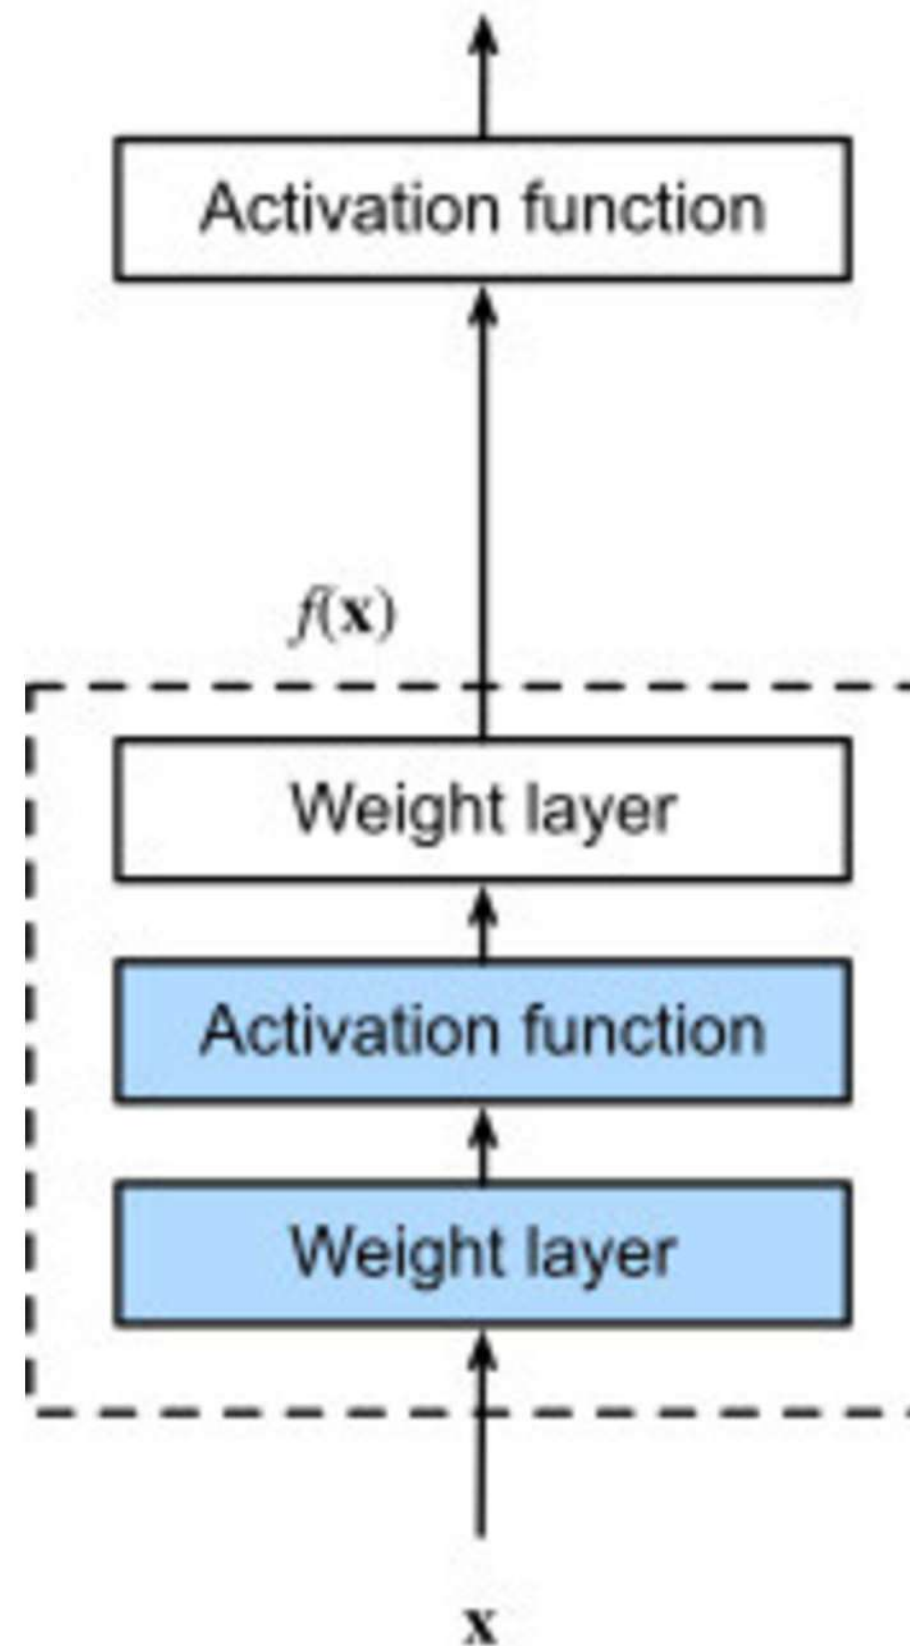 Activation function
f(x)
Weight layer
Activation function
Weight layer
x